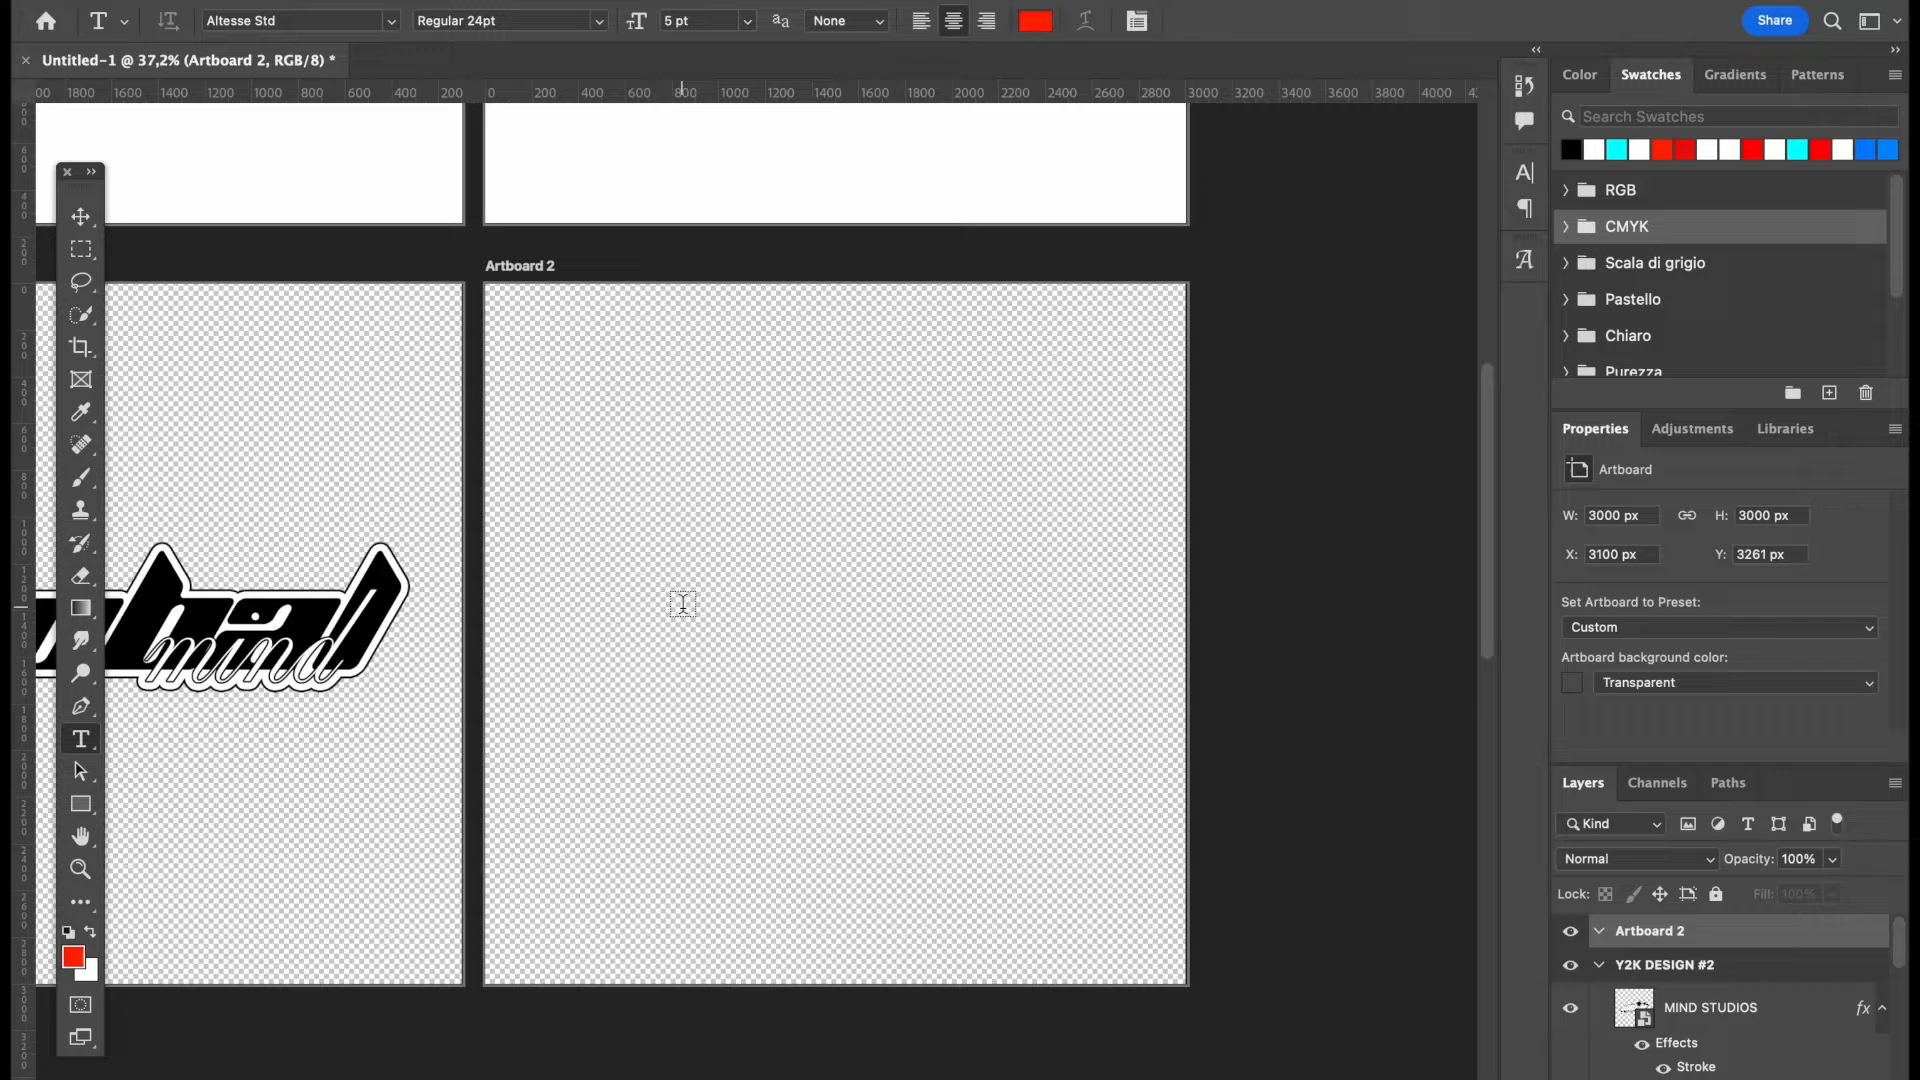 Altesse Std
Regular 24pt
5 pt
aa
None
Share
Untitled-1 @ 37,2% (Artboard 2, RGB/8) *
00 1800 1600 1400 1200 1000 800 600 400 200 0 200 400 600 800 1000 1200 1400 1600 1800 2000 2200 2400 2600 2800 3000 3200 3400 3600 3800 4000
Color
Swatches
Gradients
Patterns
Search Swatches
RGB
CMYK
Scala di grigio
Pastello
Chiaro
Purezza
Artboard 2
mind
Properties
Adjustments
Libraries
Artboard
W: 3000 px
H: 3000 px
X: 3100 px
Y: 3261 px
Set Artboard to Preset:
Custom
Artboard background color:
Transparent
Layers
Channels
Paths
Kind
Normal
Opacity: 100%
Lock:
Fill: 100%
Artboard 2
Y2K DESIGN #2
MIND STUDIOS
fx
Effects
Stroke